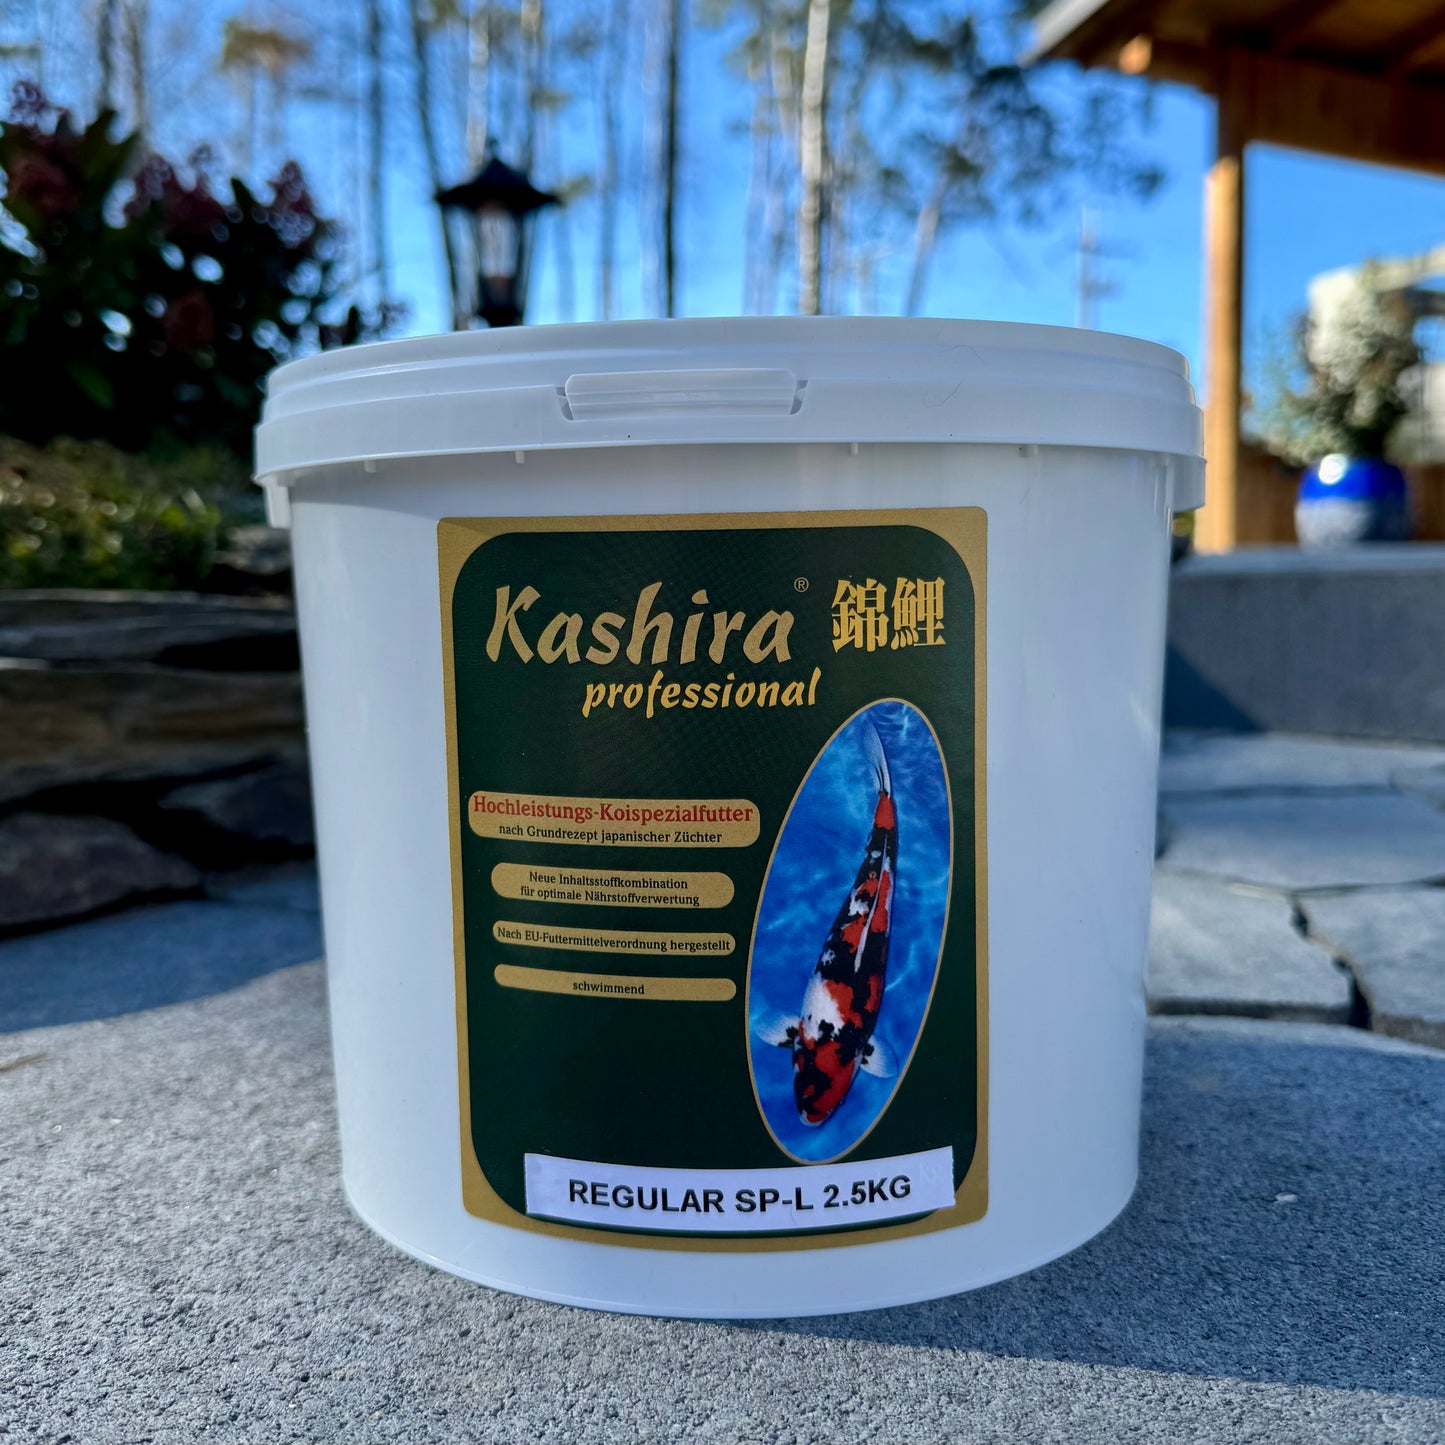 Kashira® 錦鯉
professional
Hochleistungs-Koispezialfutter
nach Grundrezept japanischer Züchter
Neue Inhaltsstoffkombination
für optimale Nährstoffverwertung
Nach EU-Futtermittelverordnung hergestellt
schwimmend
REGULAR SP-L 2.5KG